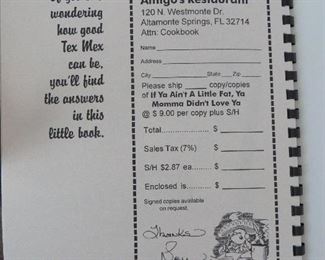 wondering
how good
Tex Mex
can be,
you'll find
the answers
in this
little book.
Amigo's Restaurant
120 N. Westmonte Dr.
Altamonte Springs, FL 32714
Attn: Cookbook
Name
Address
City State Zip
Please ship copy/copies
of If Ya Ain't A Little Fat, Ya
Momma Didn't Love Ya
@ $ 9.00 per copy plus S/H
Total $
Sales Tax (7%) $
S/H $2.87 ea $
Enclosed is $
Signed copies available
on request.
Thanks